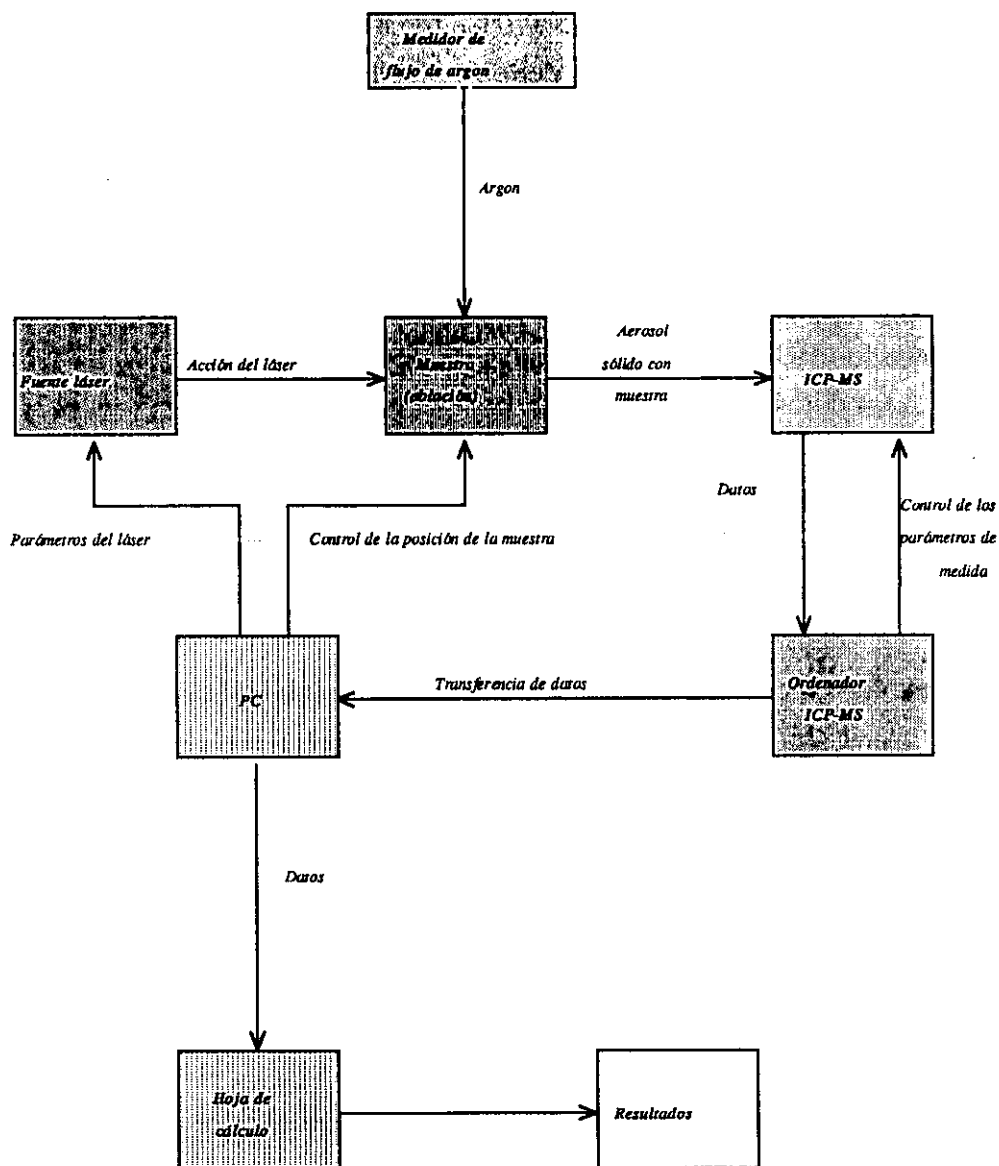 Medidor de
flujo de argon
Argon
Fuente láser
Acción del láser
Muestra
(ablación)
Aerosol
sólido con
muestra
ICP-MS
Parámetros del láser
Control de la posición de la muestra
Datos
Control de los
parámetros de
medida
PC
Transferencia de datos
Ordenador
ICP-MS
Datos
Hoja de
cálculo
Resultados